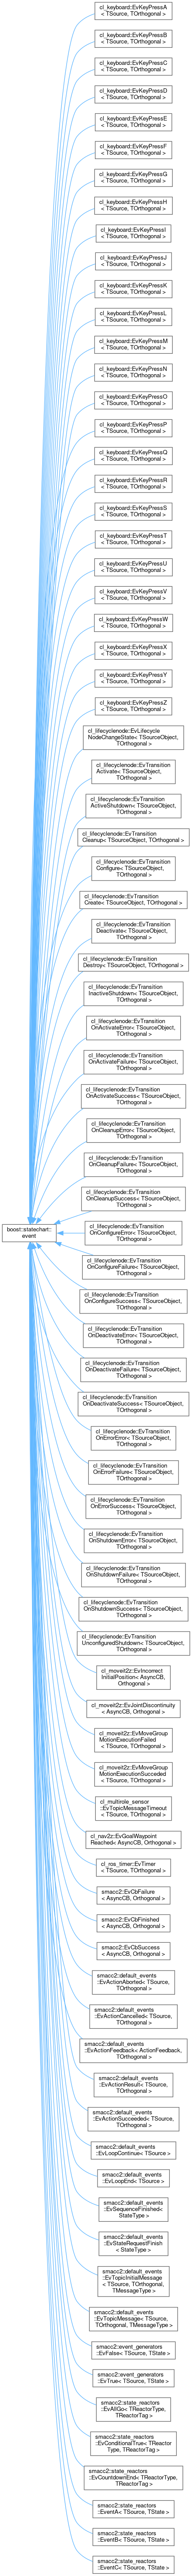 cl_keyboard::EvKeyPressA
< TSource, TOrthogonal >
cl_keyboard::EvKeyPressB
< TSource, TOrthogonal >
cl_keyboard::EvKeyPressC
< TSource, TOrthogonal >
cl_keyboard::EvKeyPressD
< TSource, TOrthogonal >
cl_keyboard::EvKeyPressE
< TSource, TOrthogonal >
cl_keyboard::EvKeyPressF
< TSource, TOrthogonal >
cl_keyboard::EvKeyPressG
< TSource, TOrthogonal >
cl_keyboard::EvKeyPressH
< TSource, TOrthogonal >
cl_keyboard::EvKeyPressI
< TSource, TOrthogonal >
cl_keyboard::EvKeyPressJ
< TSource, TOrthogonal >
cl_keyboard::EvKeyPressK
< TSource, TOrthogonal >
cl_keyboard::EvKeyPressL
< TSource, TOrthogonal >
cl_keyboard::EvKeyPressM
< TSource, TOrthogonal >
cl_keyboard::EvKeyPressN
< TSource, TOrthogonal >
cl_keyboard::EvKeyPressO
< TSource, TOrthogonal >
cl_keyboard::EvKeyPressP
< TSource, TOrthogonal >
cl_keyboard::EvKeyPressQ
< TSource, TOrthogonal >
cl_keyboard::EvKeyPressR
< TSource, TOrthogonal >
cl_keyboard::EvKeyPressS
< TSource, TOrthogonal >
cl_keyboard::EvKeyPressT
< TSource, TOrthogonal >
cl_keyboard::EvKeyPressU
< TSource, TOrthogonal >
cl_keyboard::EvKeyPressV
< TSource, TOrthogonal >
cl_keyboard::EvKeyPressW
< TSource, TOrthogonal >
cl_keyboard::EvKeyPressX
< TSource, TOrthogonal >
cl_keyboard::EvKeyPressY
< TSource, TOrthogonal >
cl_keyboard::EvKeyPressZ
< TSource, TOrthogonal >
cl_lifecyclenode::EvLifecycle
NodeChangeState< TSourceObject,
TOrthogonal >
cl_lifecyclenode::EvTransition
Activate< TSourceObject,
TOrthogonal >
cl_lifecyclenode::EvTransition
ActiveShutdown< TSourceObject,
TOrthogonal >
cl_lifecyclenode::EvTransition
Cleanup< TSourceObject, TOrthogonal >
cl_lifecyclenode::EvTransition
Configure< TSourceObject,
TOrthogonal >
cl_lifecyclenode::EvTransition
Create< TSourceObject, TOrthogonal >
cl_lifecyclenode::EvTransition
Deactivate< TSourceObject,
TOrthogonal >
cl_lifecyclenode::EvTransition
Destroy< TSourceObject, TOrthogonal >
cl_lifecyclenode::EvTransition
InactiveShutdown< TSourceObject,
TOrthogonal >
cl_lifecyclenode::EvTransition
OnActivateError< TSourceObject,
TOrthogonal >
cl_lifecyclenode::EvTransition
OnActivateFailure< TSourceObject,
TOrthogonal >
cl_lifecyclenode::EvTransition
OnActivateSuccess< TSourceObject,
TOrthogonal >
cl_lifecyclenode::EvTransition
OnCleanupError< TSourceObject,
TOrthogonal >
cl_lifecyclenode::EvTransition
OnCleanupFailure< TSourceObject,
TOrthogonal >
cl_lifecyclenode::EvTransition
OnCleanupSuccess< TSourceObject,
TOrthogonal >
boost::statechart::
event
cl_lifecyclenode::EvTransition
OnConfigureError< TSourceObject,
TOrthogonal >
cl_lifecyclenode::EvTransition
OnConfigureFailure< TSourceObject,
TOrthogonal >
cl_lifecyclenode::EvTransition
OnConfigureSuccess< TSourceObject,
TOrthogonal >
cl_lifecyclenode::EvTransition
OnDeactivateError< TSourceObject,
TOrthogonal >
cl_lifecyclenode::EvTransition
OnDeactivateFailure< TSourceObject,
TOrthogonal >
cl_lifecyclenode::EvTransition
OnDeactivateSuccess< TSourceObject,
TOrthogonal >
cl_lifecyclenode::EvTransition
OnErrorError< TSourceObject,
TOrthogonal >
cl_lifecyclenode::EvTransition
OnErrorFailure< TSourceObject,
TOrthogonal >
cl_lifecyclenode::EvTransition
OnErrorSuccess< TSourceObject,
TOrthogonal >
cl_lifecyclenode::EvTransition
OnShutdownError< TSourceObject,
TOrthogonal >
cl_lifecyclenode::EvTransition
OnShutdownFailure< TSourceObject,
TOrthogonal >
cl_lifecyclenode::EvTransition
OnShutdownSuccess< TSourceObject,
TOrthogonal >
cl_lifecyclenode::EvTransition
UnconfiguredShutdown< TSourceObject,
TOrthogonal >
cl_moveit2z::EvIncorrect
InitialPosition< AsyncCB,
Orthogonal >
cl_moveit2z::EvJointDiscontinuity
< AsyncCB, Orthogonal >
cl_moveit2z::EvMoveGroup
MotionExecutionFailed
< TSource, TOrthogonal >
cl_moveit2z::EvMoveGroup
MotionExecutionSucceded
< TSource, TOrthogonal >
cl_multirole_sensor
::EvTopicMessageTimeout
< TSource, TOrthogonal >
cl_nav2z::EvGoalWaypoint
Reached< AsyncCB, Orthogonal >
cl_ros_timer::EvTimer
< TSource, TOrthogonal >
smacc2::EvCbFailure
< AsyncCB, Orthogonal >
smacc2::EvCbFinished
< AsyncCB, Orthogonal >
smacc2::EvCbSuccess
< AsyncCB, Orthogonal >
smacc2::default_events
::EvActionAborted< TSource,
TOrthogonal >
smacc2::default_events
::EvActionCancelled< TSource,
TOrthogonal >
smacc2::default_events
::EvActionFeedback< ActionFeedback,
TOrthogonal >
smacc2::default_events
::EvActionResult< TSource,
TOrthogonal >
smacc2::default_events
::EvActionSucceeded< TSource,
TOrthogonal >
smacc2::default_events
::EvLoopContinue< TSource >
smacc2::default_events
::EvLoopEnd< TSource >
smacc2::default_events
::EvSequenceFinished<
StateType >
smacc2::default_events
::EvStateRequestFinish
< StateType >
smacc2::default_events
::EvTopicInitialMessage
< TSource, TOrthogonal,
TMessageType >
smacc2::default_events
::EvTopicMessage< TSource,
TOrthogonal, TMessageType >
smacc2::event_generators
::EvFalse< TSource, TState >
smacc2::event_generators
::EvTrue< TSource, TState >
smacc2::state_reactors
::EvAllGo< TReactorType,
TReactorTag >
smacc2::state_reactors
::EvConditionalTrue< TReactor
Type, TReactorTag >
smacc2::state_reactors
::EvCountdownEnd< TReactorType,
TReactorTag >
smacc2::state_reactors
::EventA< TSource, TState >
smacc2::state_reactors
::EventB< TSource, TState >
smacc2::state_reactors
::EventC< TSource, TState >